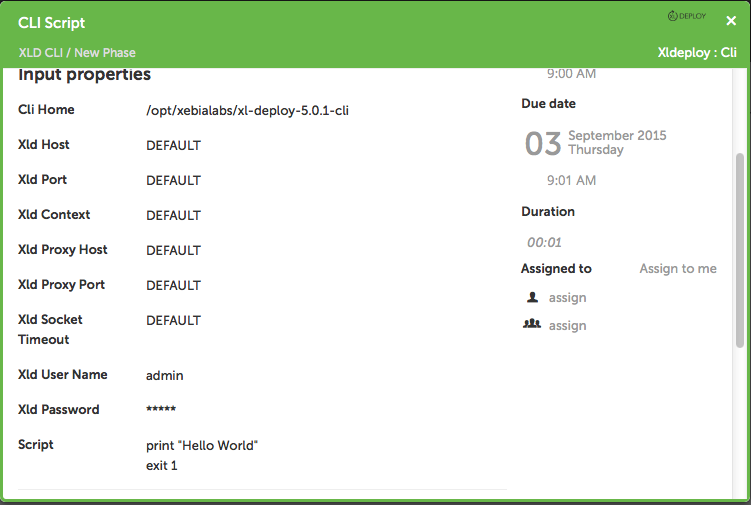 CLI Script
DEPLOY
×
XLD CLI / New Phase
Xldeploy : Cli
Input properties
Cli Home /opt/xebialabs/xl-deploy-5.0.1-cli
Xld Host DEFAULT
Xld Port DEFAULT
Xld Context DEFAULT
Xld Proxy Host DEFAULT
Xld Proxy Port DEFAULT
Xld Socket DEFAULT
Timeout
Xld User Name admin
Xld Password *****
Script print "Hello World"
exit 1
9:00 AM
Due date
03 September 2015
Thursday
9:01 AM
Duration
00:01
Assigned to Assign to me
assign
assign